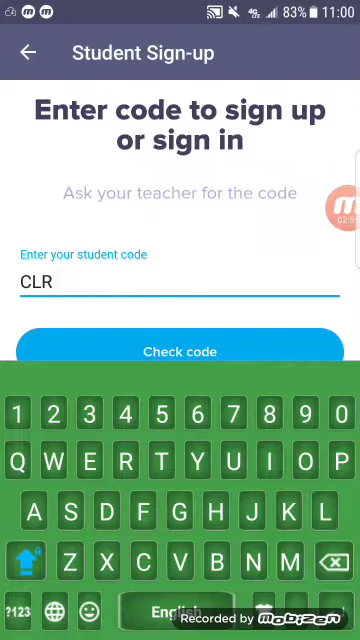 83% 11:00
Student Sign-up
Enter code to sign up
or sign in
Ask your teacher for the code
Enter your student code
CLR
Check code
1 2 3 4 5 6 7 8 9 0
Q W E R T Y U I O P
A S D F G H J K L
Z X C V B N M
?123 English
Recorded by mobizen